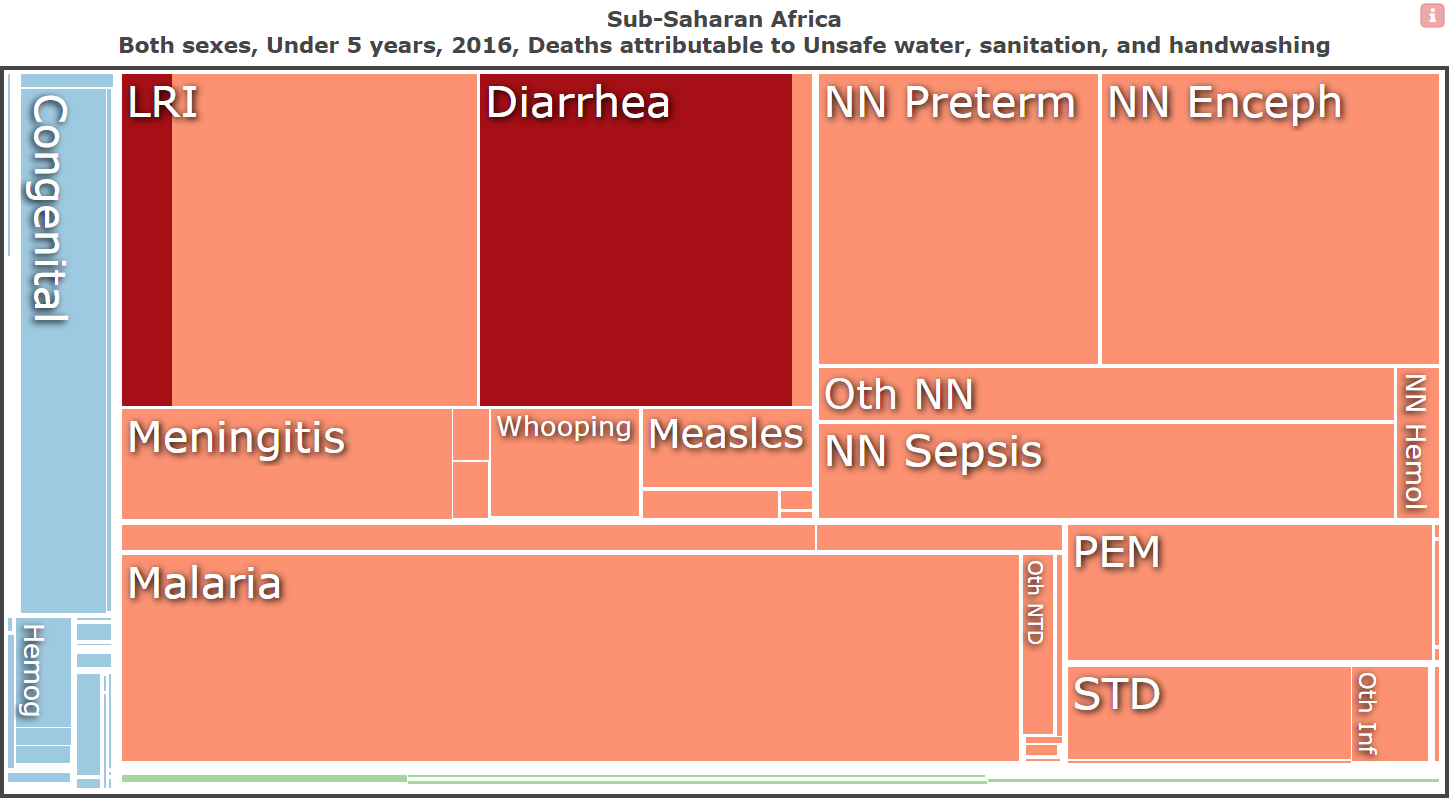 Sub-Saharan Africa
Both sexes, Under 5 years, 2016, Deaths attributable to Unsafe water, sanitation, and handwashing
i
Congenital
LRI
Diarrhea
NN Preterm
NN Enceph
Oth NN
NN Hemol
NN Sepsis
Meningitis
Whooping
Measles
Malaria
Oth NTD
PEM
STD
Oth Inf
Hemog